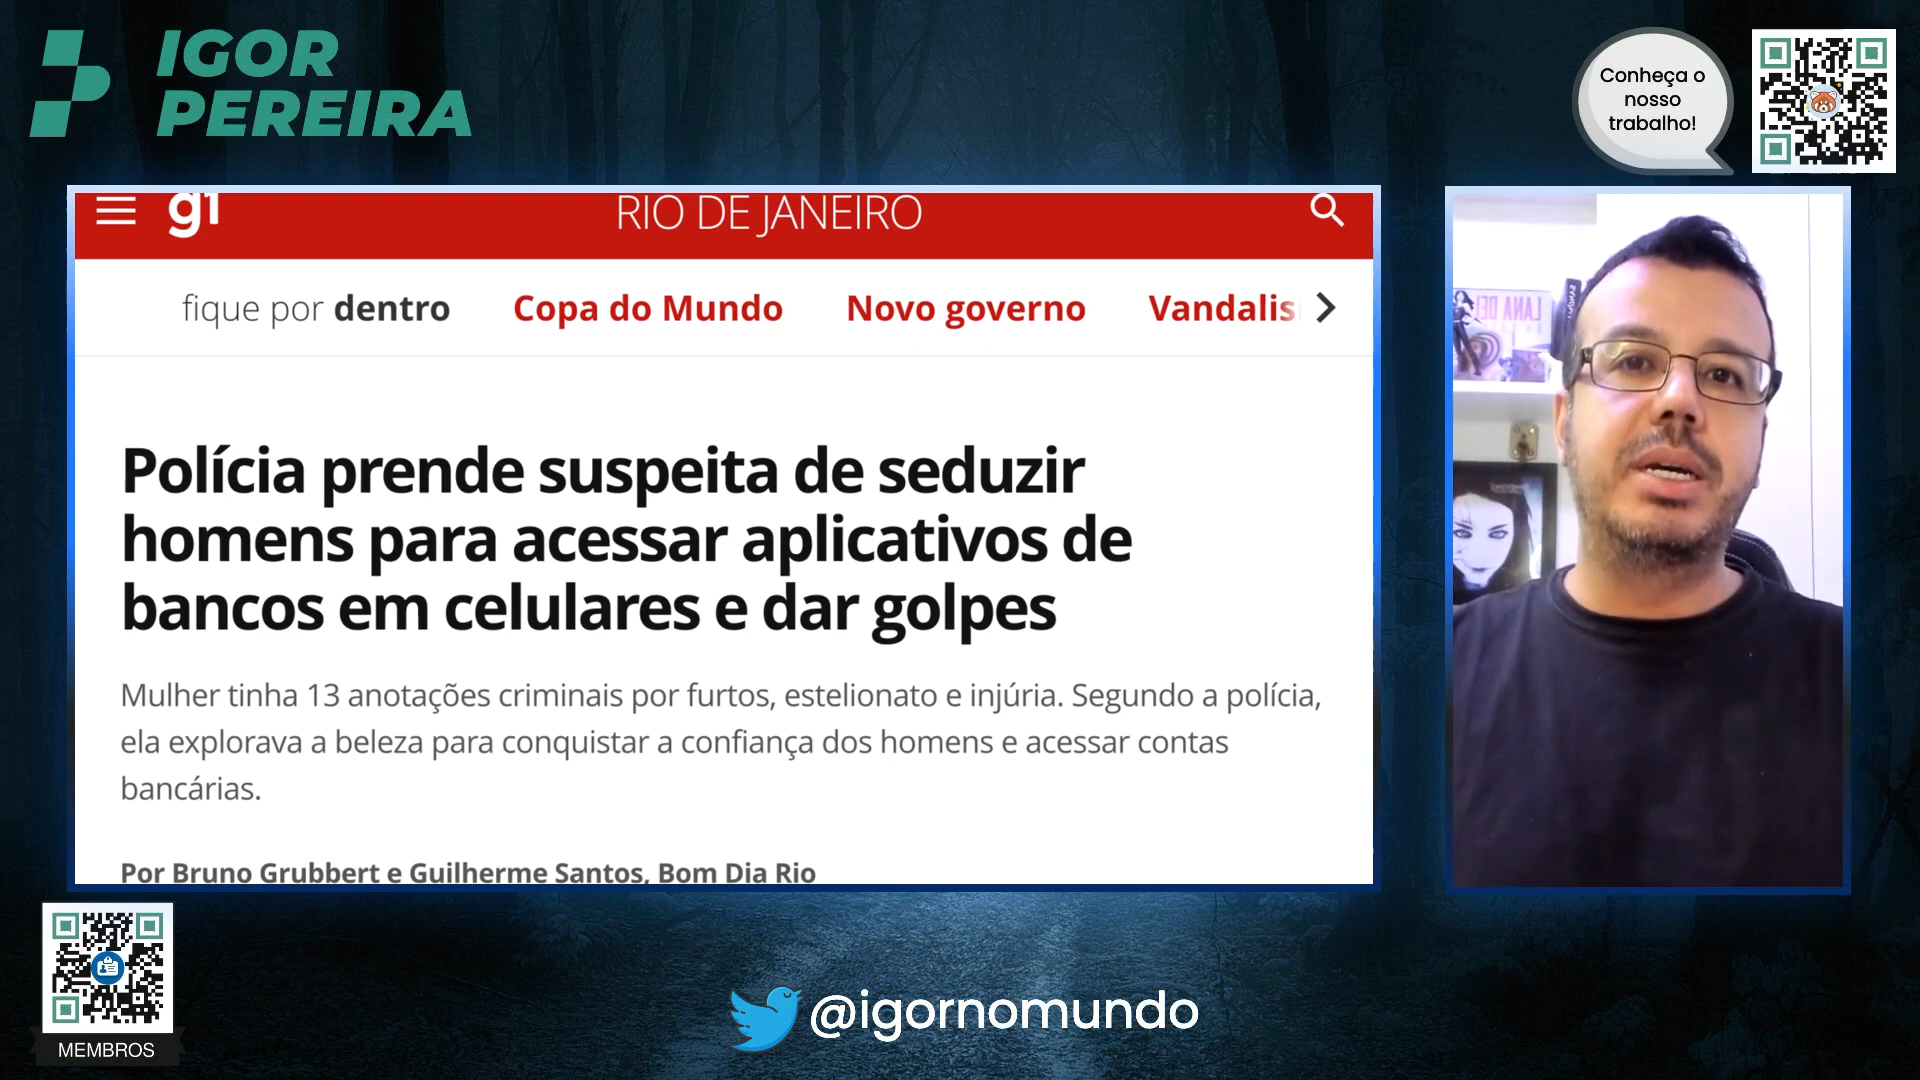 IGOR
PEREIRA
Conheça o
nosso
trabalho!
g1
RIO DE JANEIRO
fique por dentro
Copa do Mundo
Novo governo
Vandalis
Polícia prende suspeita de seduzir
homens para acessar aplicativos de
bancos em celulares e dar golpes
Mulher tinha 13 anotações criminais por furtos, estelionato e injúria. Segundo a polícia,
ela explorava a beleza para conquistar a confiança dos homens e acessar contas
bancárias.
Por Bruno Grubbert e Guilherme Santos, Bom Dia Rio
MEMBROS
@igornomundo